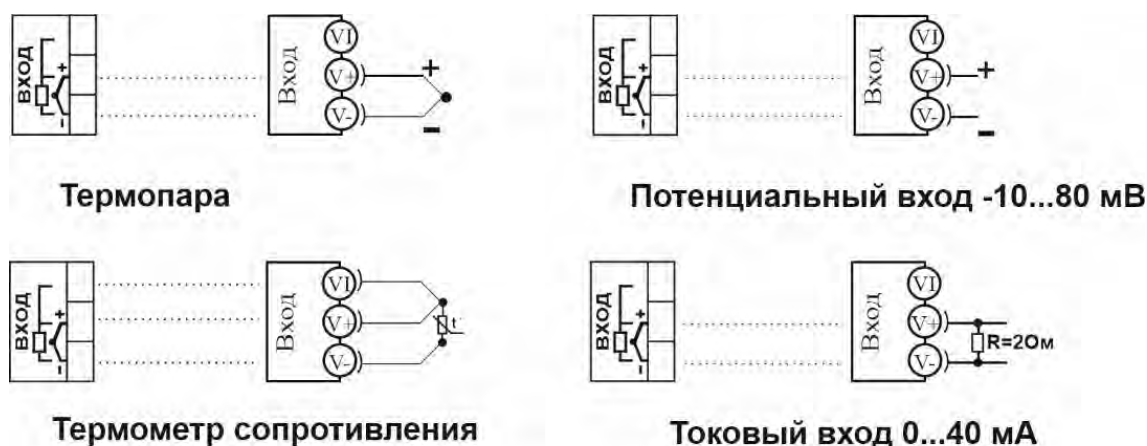 ВХОД
+
-
Вход
VI
V+
V-
+
-
Термопара
ВХОД
+
-
Вход
VI
V+
V-
+
-
Потенциальный вход -10...80 мВ
ВХОД
+
-
Вход
VI
V+
V-
t
Термометр сопротивления
ВХОД
+
-
Вход
VI
V+
V-
R=2Ом
Токовый вход 0...40 мА